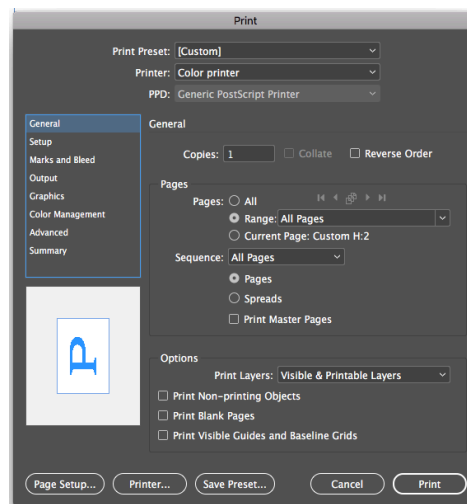 Print
Print Preset: [Custom]
Printer: Color printer
PPD: Generic PostScript Printer
General
Setup
Marks and Bleed
Output
Graphics
Color Management
Advanced
Summary
General
Copies: 1 Collate Reverse Order
Pages
Pages: All
Range: All Pages
Current Page: Custom H:2
Sequence: All Pages
Pages
Spreads
Print Master Pages
P
Options
Print Layers: Visible & Printable Layers
Print Non-printing Objects
Print Blank Pages
Print Visible Guides and Baseline Grids
Page Setup... Printer... Save Preset... Cancel Print